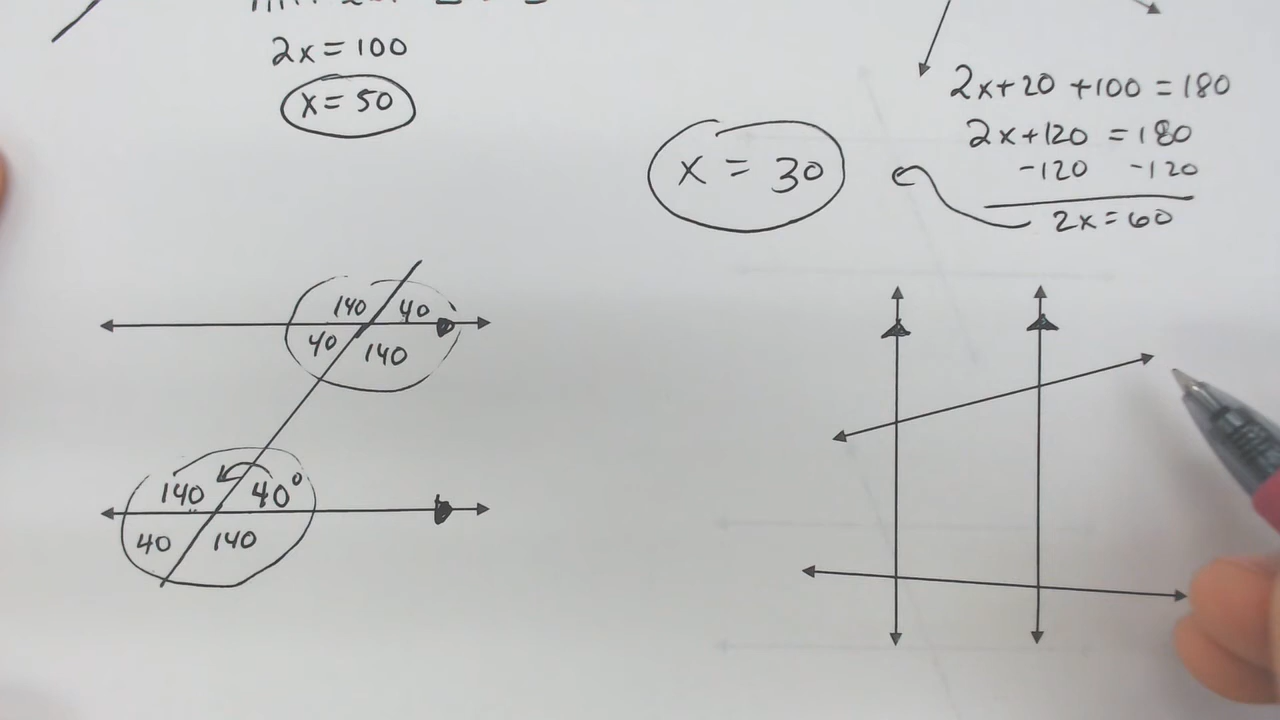 2x = 100
x = 50
2x+20 +100 = 180
2x+120 = 180
-120 -120
2x = 60
x = 30
140 40
40 140
140 40°
40 140